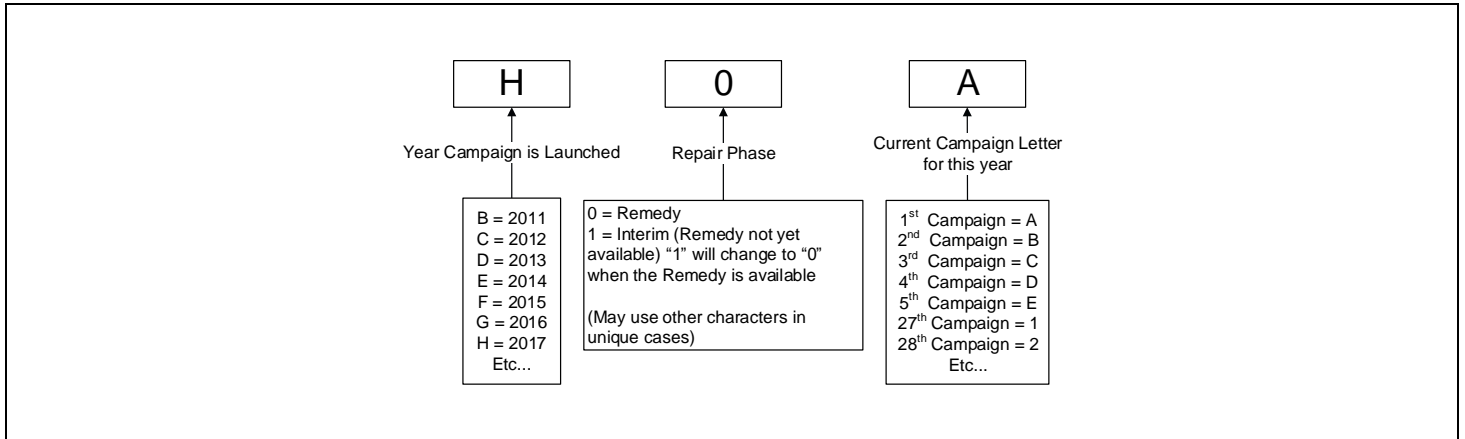 H
0
A
Year Campaign is Launched
Repair Phase
Current Campaign Letter
for this year
B = 2011
C = 2012
D = 2013
E = 2014
F = 2015
G = 2016
H = 2017
Etc...
0 = Remedy
1 = Interim (Remedy not yet
available) “1” will change to “0”
when the Remedy is available
(May use other characters in
unique cases)
1st Campaign = A
2nd Campaign = B
3rd Campaign = C
4th Campaign = D
5th Campaign = E
27th Campaign = 1
28th Campaign = 2
Etc...